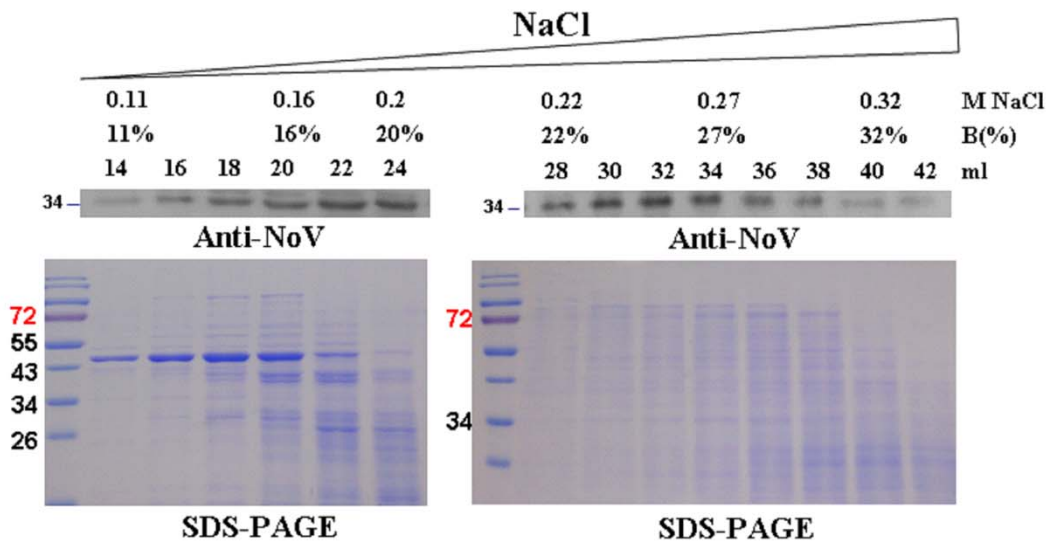 NaCl
0.11 0.16 0.2 0.22 0.27 0.32 M NaCl
11% 16% 20% 22% 27% 32% B(%)
14 16 18 20 22 24 28 30 32 34 36 38 40 42 ml
34 34
Anti-NoV Anti-NoV
72 72
55
43
34 34
26
SDS-PAGE SDS-PAGE